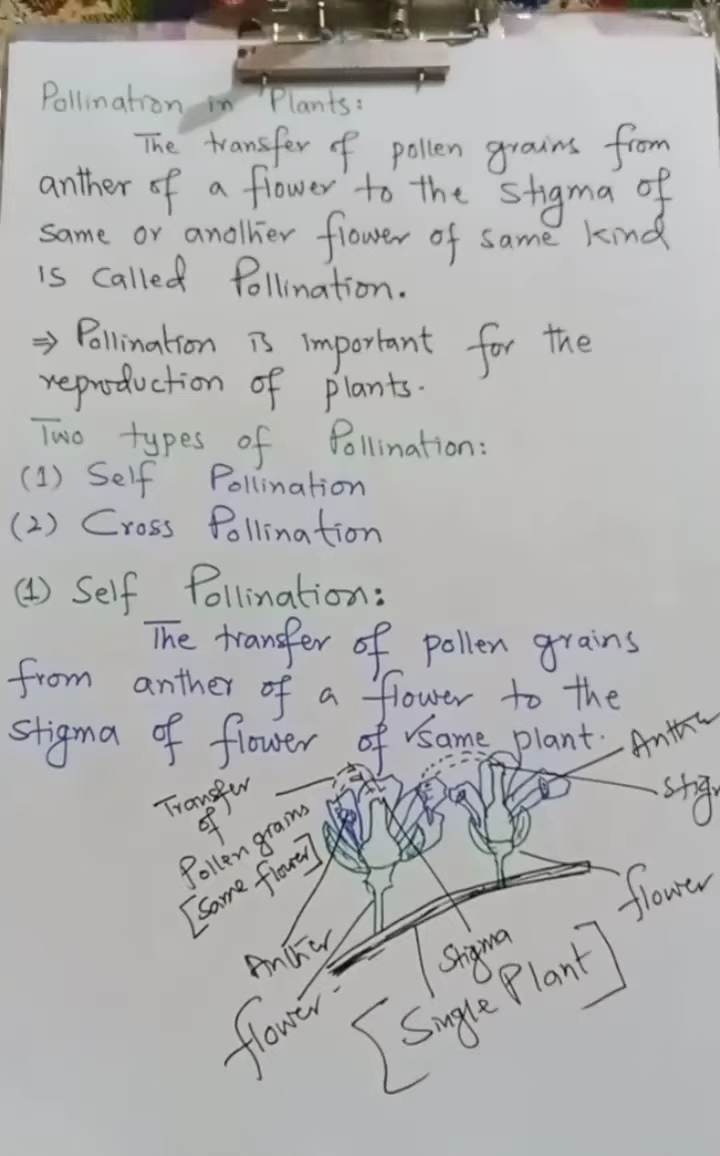 Pollination in Plants:
The transfer of pollen grains from
anther of a flower to the stigma of
same or another flower of same kind
is called Pollination.
⇒ Pollination is important for the
reproduction of plants.
Two types of Pollination:
(1) Self Pollination
(2) Cross Pollination
(1) Self Pollination:
The transfer of pollen grains
from anther of a flower to the
stigma of flower of same plant.
Transfer
of
Pollen grains
[Same flower]
Anther
flower
Stigma
[Single Plant]
Anthe
Stig
flower